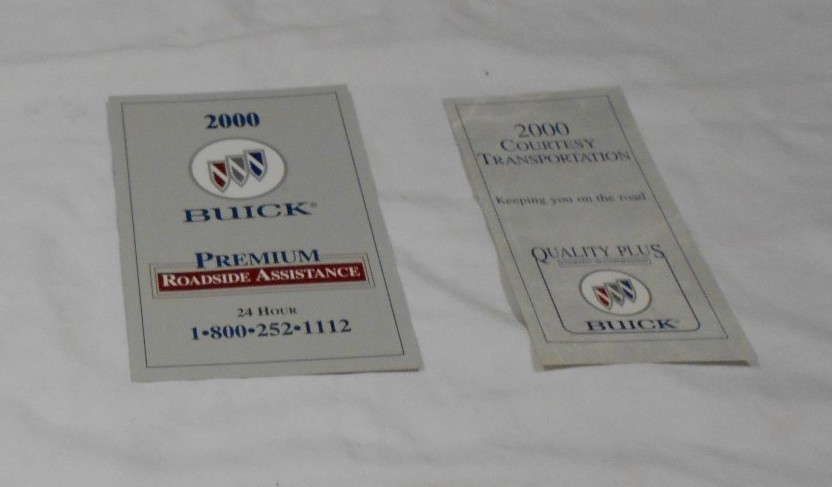 2000
BUICK®
PREMIUM
ROADSIDE ASSISTANCE
24 HOUR
1•800•252•1112
2000
COURTESY
TRANSPORTATION
Keeping you on the road.
QUALITY PLUS
BUICK®